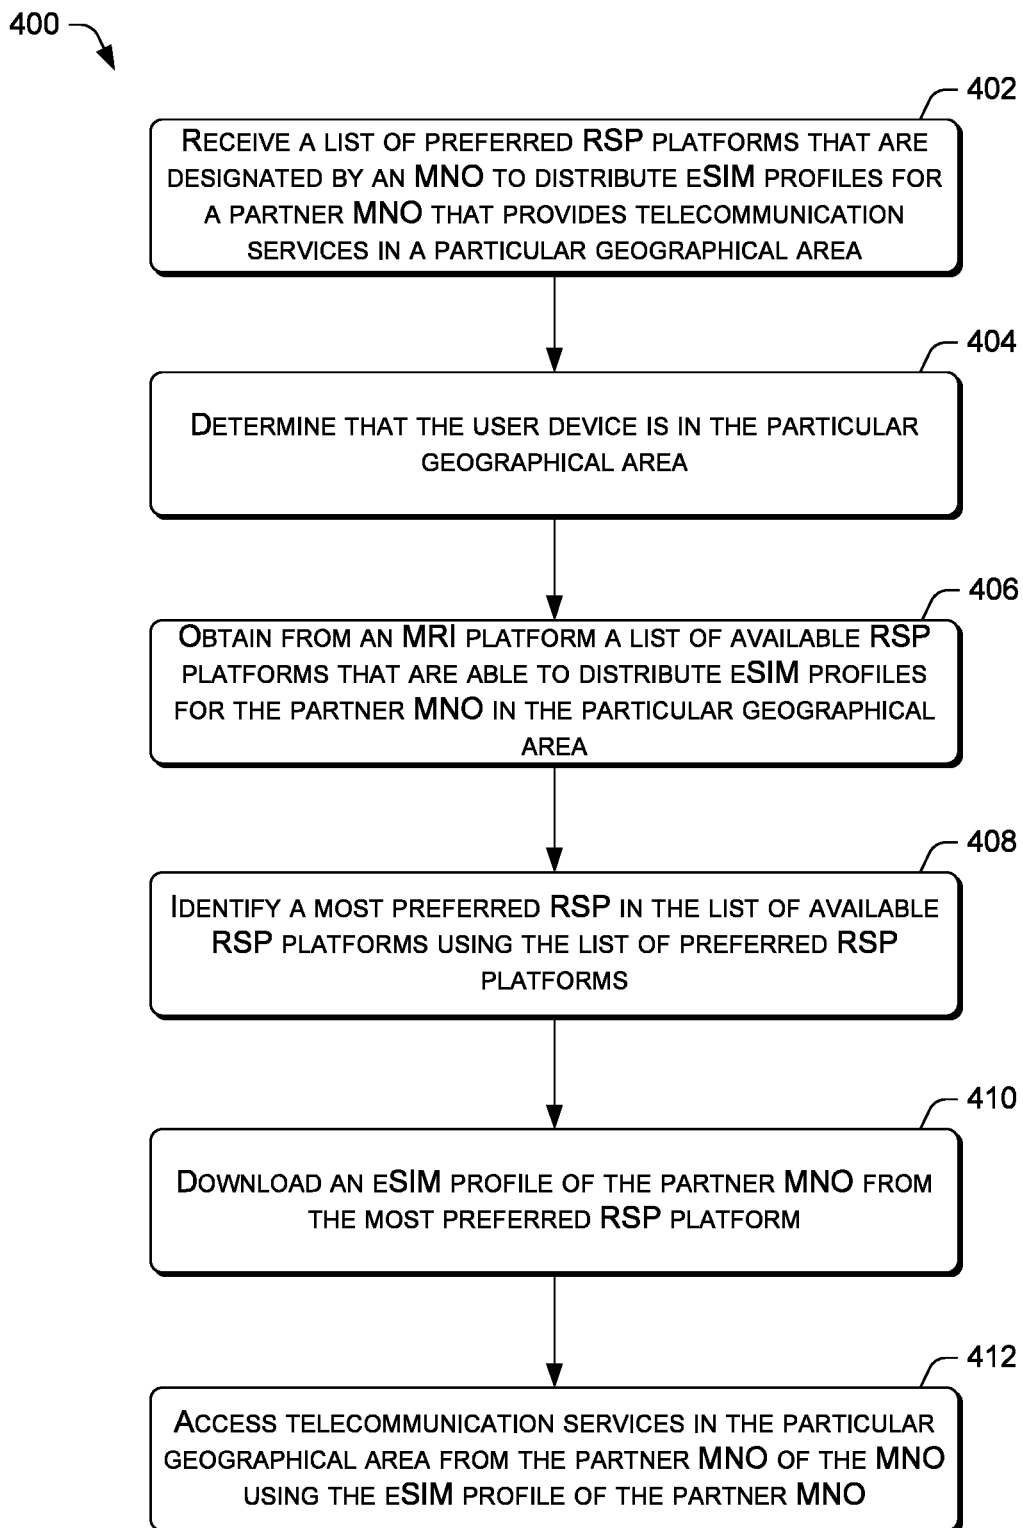 400
402
RECEIVE A LIST OF PREFERRED RSP PLATFORMS THAT ARE
DESIGNATED BY AN MNO TO DISTRIBUTE ESIM PROFILES FOR
A PARTNER MNO THAT PROVIDES TELECOMMUNICATION
SERVICES IN A PARTICULAR GEOGRAPHICAL AREA
404
DETERMINE THAT THE USER DEVICE IS IN THE PARTICULAR
GEOGRAPHICAL AREA
406
OBTAIN FROM AN MRI PLATFORM A LIST OF AVAILABLE RSP
PLATFORMS THAT ARE ABLE TO DISTRIBUTE ESIM PROFILES
FOR THE PARTNER MNO IN THE PARTICULAR GEOGRAPHICAL
AREA
408
IDENTIFY A MOST PREFERRED RSP IN THE LIST OF AVAILABLE
RSP PLATFORMS USING THE LIST OF PREFERRED RSP
PLATFORMS
410
DOWNLOAD AN ESIM PROFILE OF THE PARTNER MNO FROM
THE MOST PREFERRED RSP PLATFORM
412
ACCESS TELECOMMUNICATION SERVICES IN THE PARTICULAR
GEOGRAPHICAL AREA FROM THE PARTNER MNO OF THE MNO
USING THE ESIM PROFILE OF THE PARTNER MNO